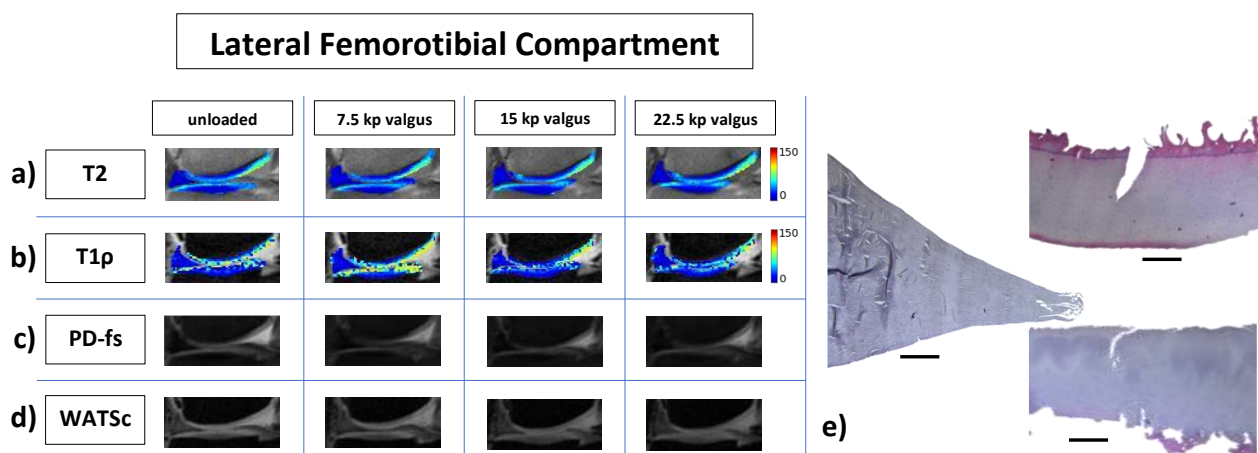 Lateral Femorotibial Compartment
unloaded 7.5 kp valgus 15 kp valgus 22.5 kp valgus
a) T2 150
0
b) T1ρ 150
0
c) PD-fs
d) WATSc
e)